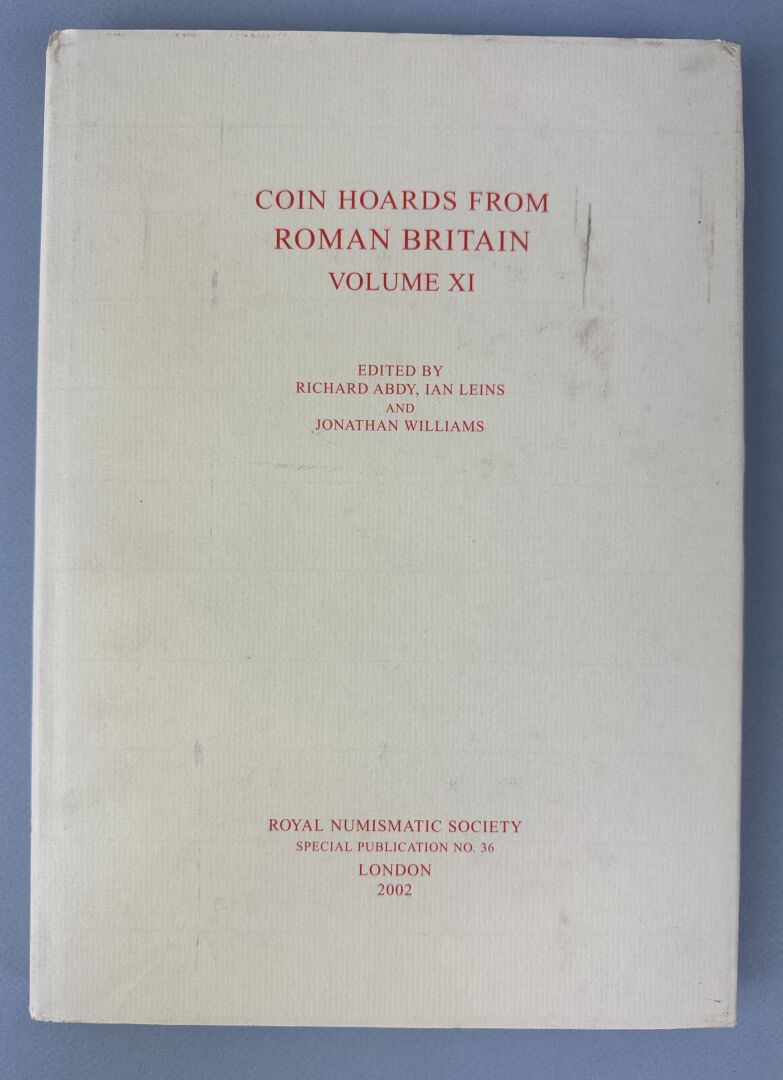 COIN HOARDS FROM
ROMAN BRITAIN
VOLUME XI
EDITED BY
RICHARD ABDY, IAN LEINS
AND
JONATHAN WILLIAMS
ROYAL NUMISMATIC SOCIETY
SPECIAL PUBLICATION NO. 36
LONDON
2002